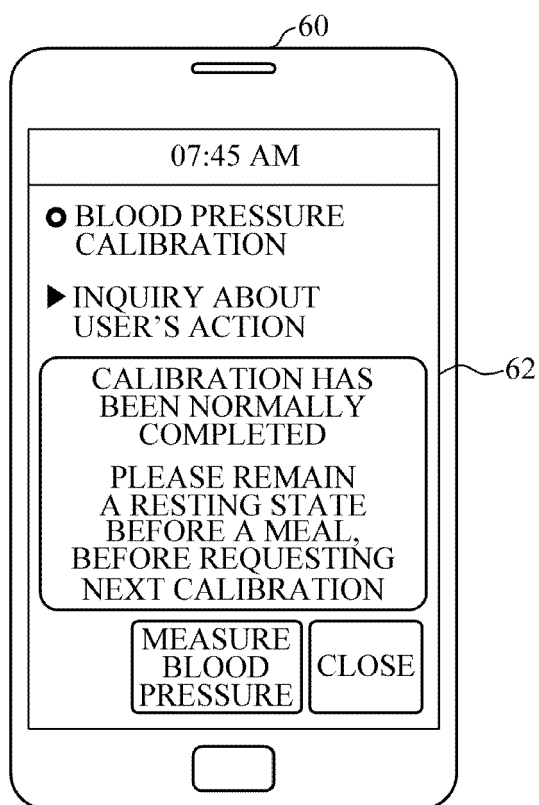 60
07:45 AM
BLOOD PRESSURE
CALIBRATION
INQUIRY ABOUT
USER'S ACTION
62
CALIBRATION HAS
BEEN NORMALLY
COMPLETED
PLEASE REMAIN
A RESTING STATE
BEFORE A MEAL,
BEFORE REQUESTING
NEXT CALIBRATION
MEASURE
BLOOD
PRESSURE
CLOSE